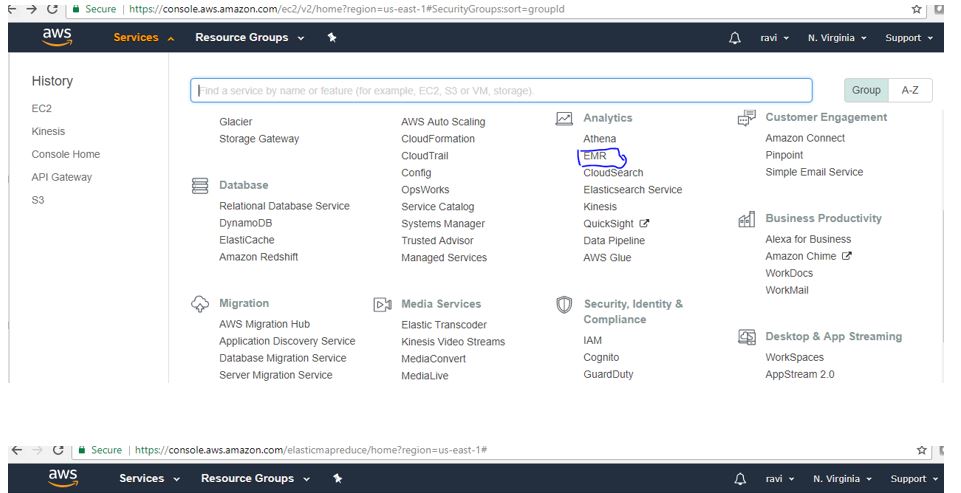 Secure | https://console.aws.amazon.com/ec2/v2/home?region=us-east-1#SecurityGroups:sort=groupId
aws Services Resource Groups ravi N. Virginia Support
History
EC2
Kinesis
Console Home
API Gateway
S3
Find a service by name or feature (for example, EC2, S3 or VM, storage).
Group A-Z
Glacier
Storage Gateway
Database
Relational Database Service
DynamoDB
ElastiCache
Amazon Redshift
Migration
AWS Migration Hub
Application Discovery Service
Database Migration Service
Server Migration Service
AWS Auto Scaling
CloudFormation
CloudTrail
Config
OpsWorks
Service Catalog
Systems Manager
Trusted Advisor
Managed Services
Media Services
Elastic Transcoder
Kinesis Video Streams
MediaConvert
MediaLive
Analytics
Athena
EMR
CloudSearch
Elasticsearch Service
Kinesis
QuickSight
Data Pipeline
AWS Glue
Security, Identity &
Compliance
IAM
Cognito
GuardDuty
Customer Engagement
Amazon Connect
Pinpoint
Simple Email Service
Business Productivity
Alexa for Business
Amazon Chime
WorkDocs
WorkMail
Desktop & App Streaming
WorkSpaces
AppStream 2.0
Secure | https://console.aws.amazon.com/elasticmapreduce/home?region=us-east-1#
aws Services Resource Groups ravi N. Virginia Support